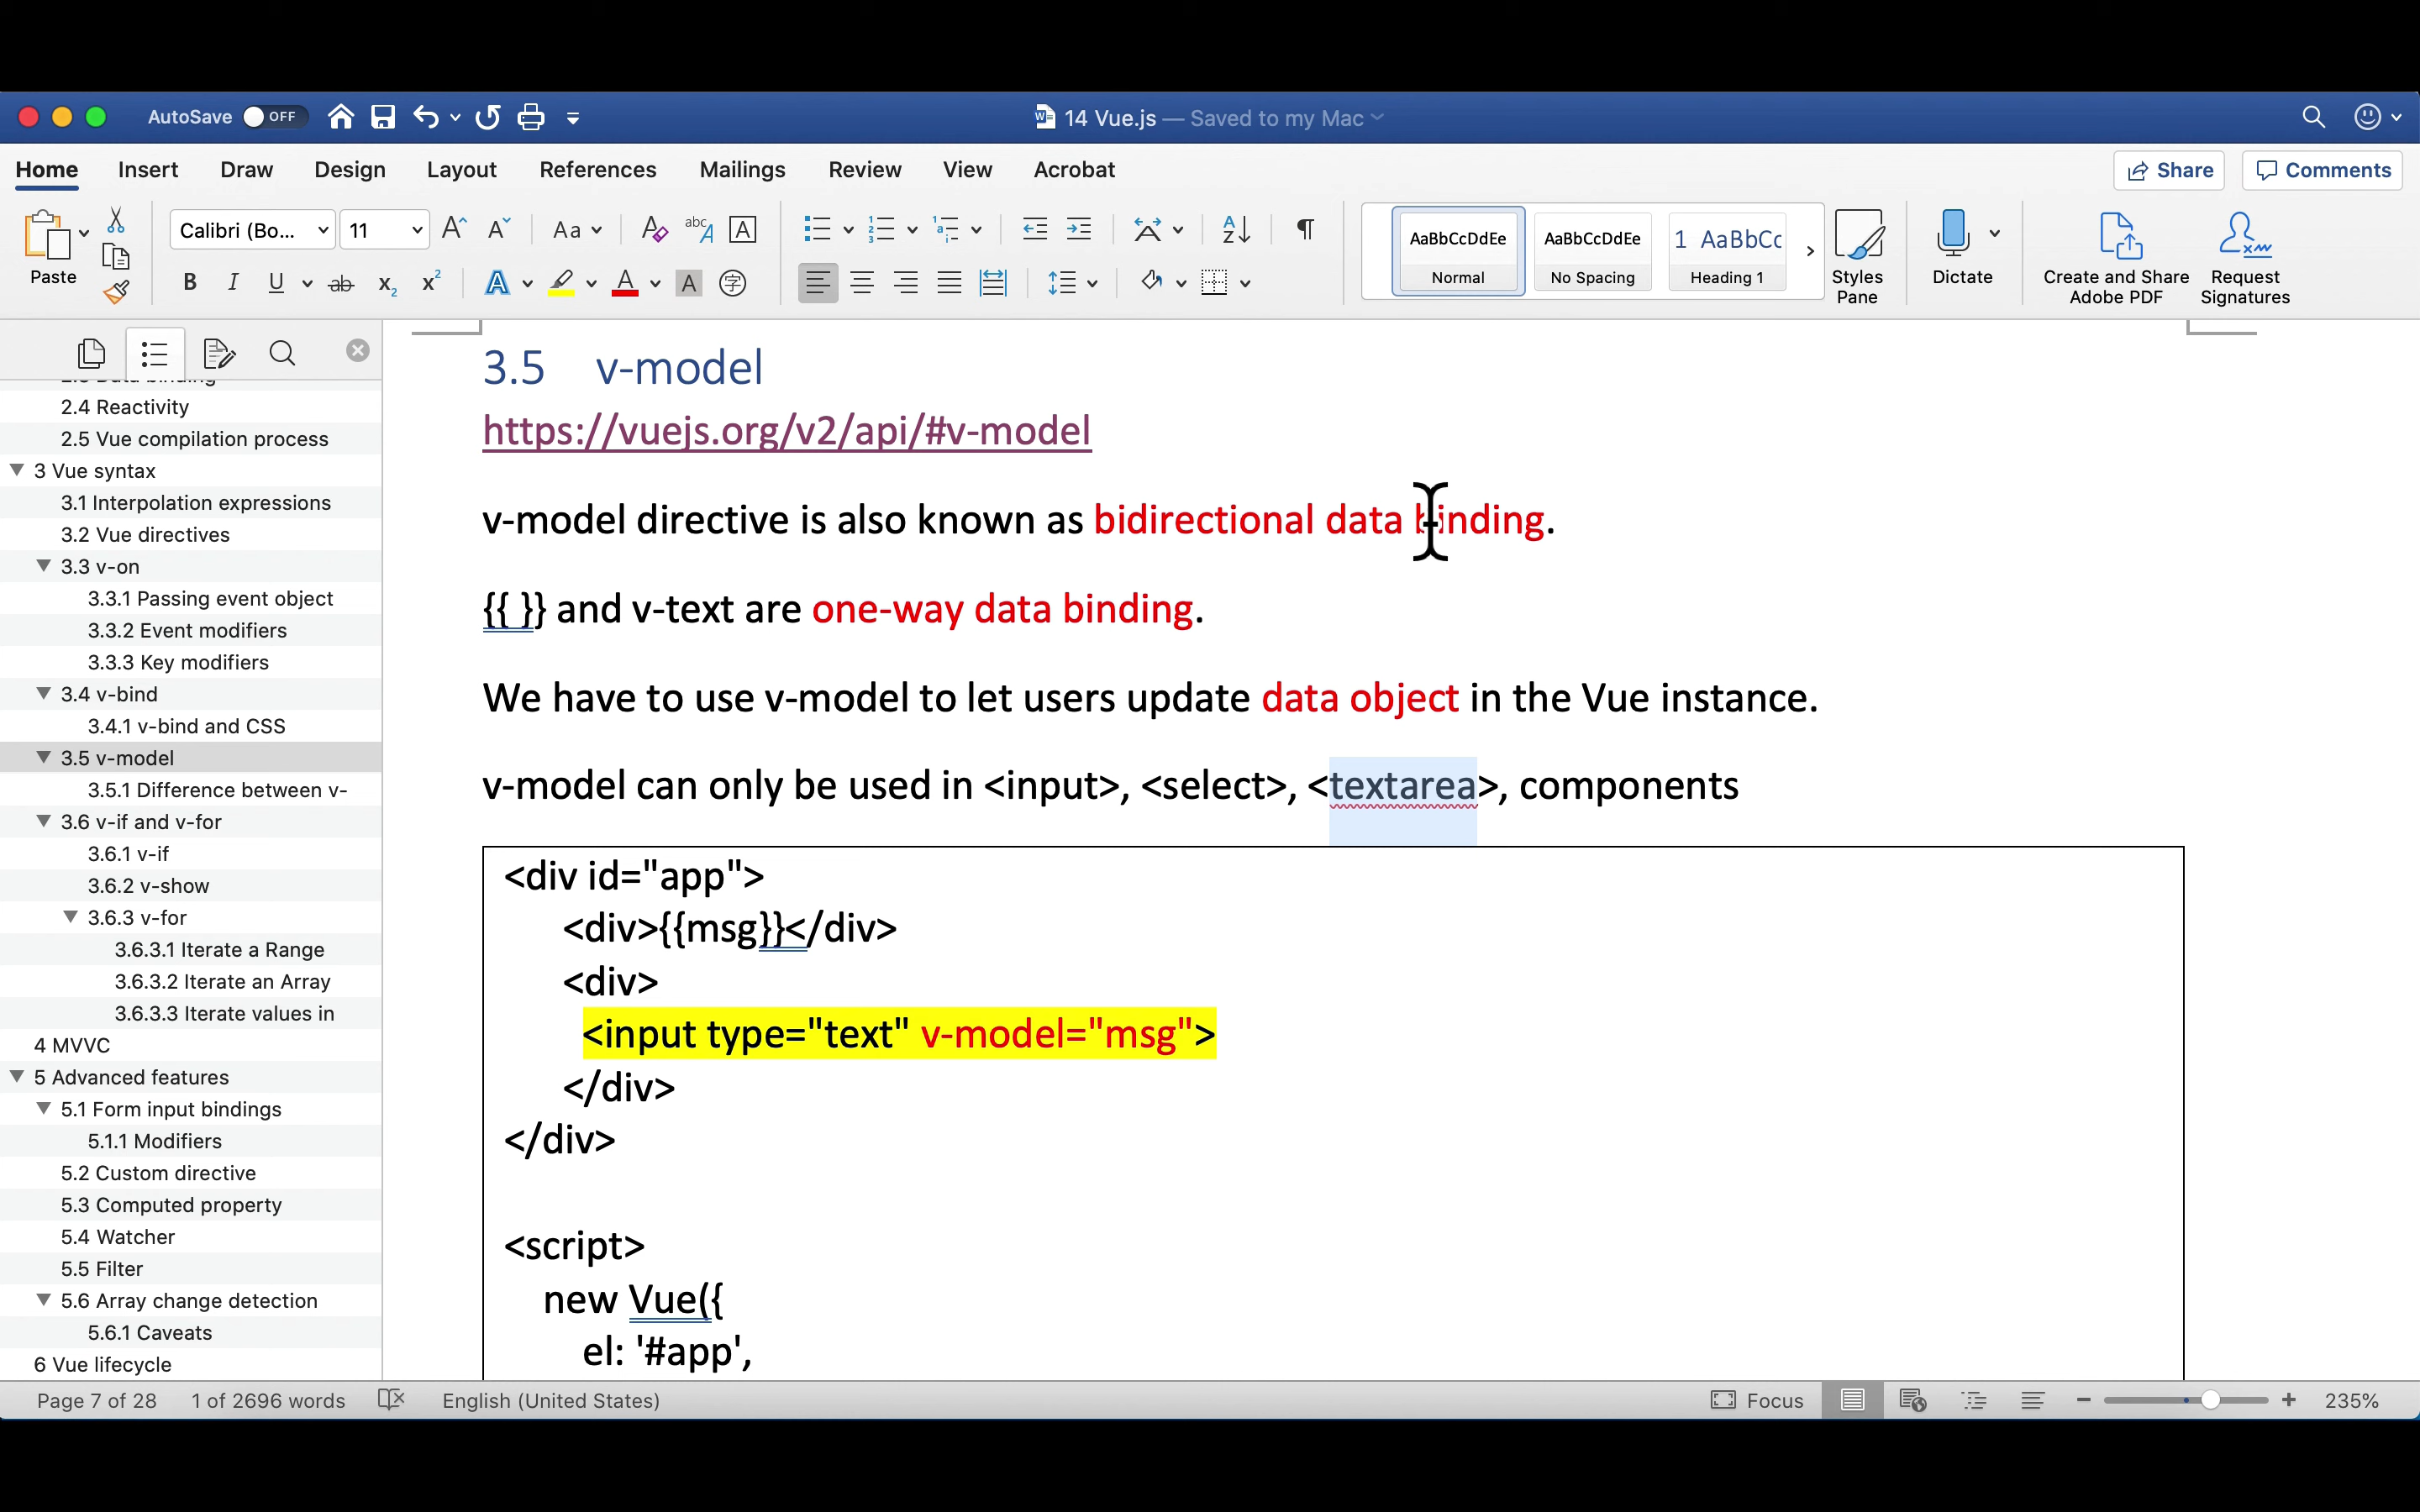 AutoSave OFF
14 Vue.js — Saved to my Mac
Home Insert Draw Design Layout References Mailings Review View Acrobat Share Comments
Paste
Calibri (Bo... 11
AaBbCcDdEe AaBbCcDdEe 1 AaBbCc
Normal No Spacing Heading 1
Styles Pane
Dictate
Create and Share Adobe PDF
Request Signatures
2.4 Reactivity
2.5 Vue compilation process
3 Vue syntax
3.1 Interpolation expressions
3.2 Vue directives
3.3 v-on
3.3.1 Passing event object
3.3.2 Event modifiers
3.3.3 Key modifiers
3.4 v-bind
3.4.1 v-bind and CSS
3.5 v-model
3.5.1 Difference between v-
3.6 v-if and v-for
3.6.1 v-if
3.6.2 v-show
3.6.3 v-for
3.6.3.1 Iterate a Range
3.6.3.2 Iterate an Array
3.6.3.3 Iterate values in
4 MVVC
5 Advanced features
5.1 Form input bindings
5.1.1 Modifiers
5.2 Custom directive
5.3 Computed property
5.4 Watcher
5.5 Filter
5.6 Array change detection
5.6.1 Caveats
6 Vue lifecycle
3.5 v-model
https://vuejs.org/v2/api/#v-model
v-model directive is also known as bidirectional data binding.
{{ }} and v-text are one-way data binding.
We have to use v-model to let users update data object in the Vue instance.
v-model can only be used in <input>, <select>, <textarea>, components
<div id="app">
<div>{{msg}}</div>
<div>
<input type="text" v-model="msg">
</div>
</div>
<script>
new Vue({
el: '#app',
Page 7 of 28 1 of 2696 words English (United States) Focus 235%